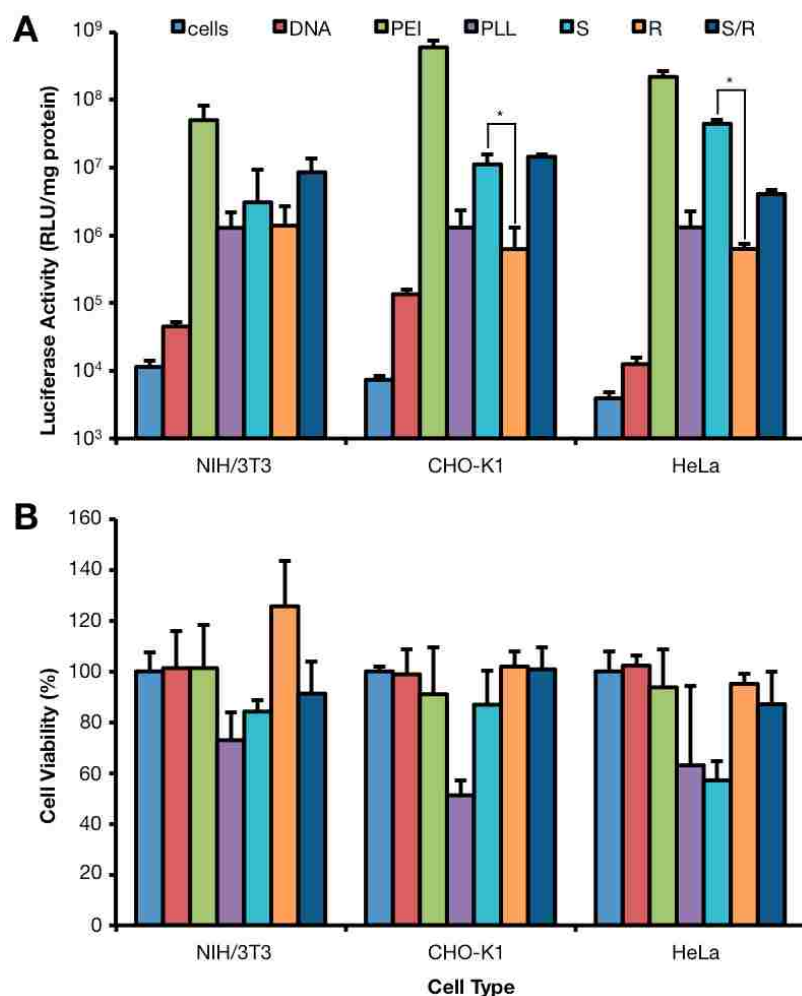 A
cells DNA PEI PLL S R S/R
Luciferase Activity (RLU/mg protein)
10⁹
10⁸
10⁷
10⁶
10⁵
10⁴
10³
*
*
NIH/3T3 CHO-K1 HeLa
B
Cell Viability (%)
160
140
120
100
80
60
40
20
0
NIH/3T3 CHO-K1 HeLa
Cell Type